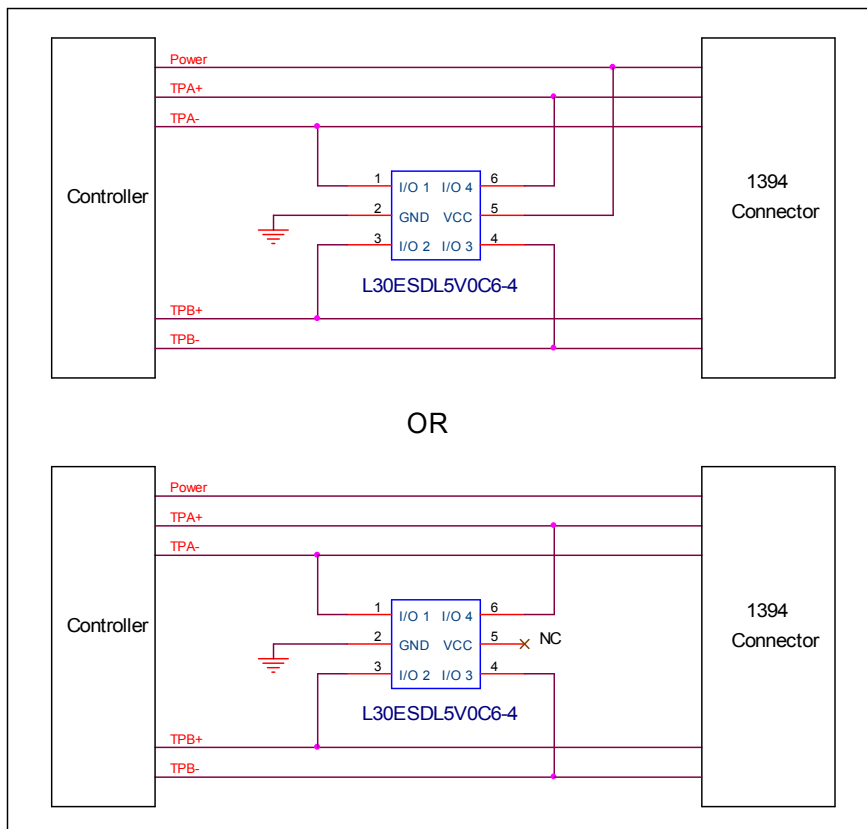 Power
TPA+
TPA-
Controller
1 I/O 1 I/O 4 6
2 GND VCC 5
3 I/O 2 I/O 3 4
L30ESDL5V0C6-4
1394
Connector
TPB+
TPB-
OR
Power
TPA+
TPA-
Controller
1 I/O 1 I/O 4 6
2 GND VCC 5 NC
3 I/O 2 I/O 3 4
L30ESDL5V0C6-4
1394
Connector
TPB+
TPB-